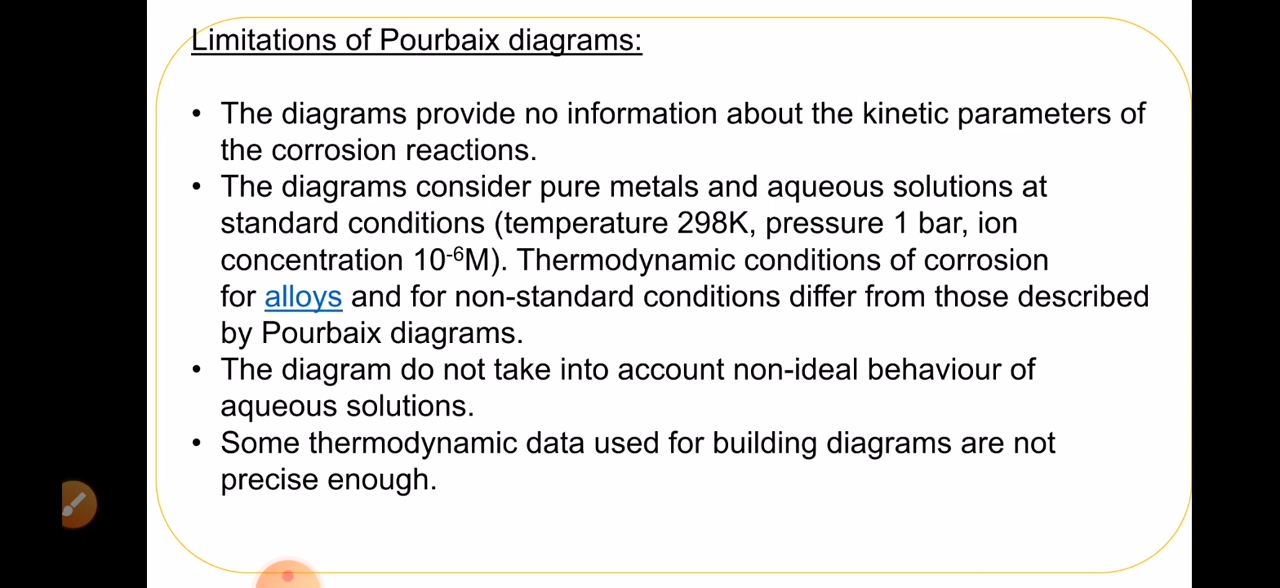 Limitations of Pourbaix diagrams:
• The diagrams provide no information about the kinetic parameters of
the corrosion reactions.
• The diagrams consider pure metals and aqueous solutions at
standard conditions (temperature 298K, pressure 1 bar, ion
concentration 10⁻⁶M). Thermodynamic conditions of corrosion
for alloys and for non-standard conditions differ from those described
by Pourbaix diagrams.
• The diagram do not take into account non-ideal behaviour of
aqueous solutions.
• Some thermodynamic data used for building diagrams are not
precise enough.